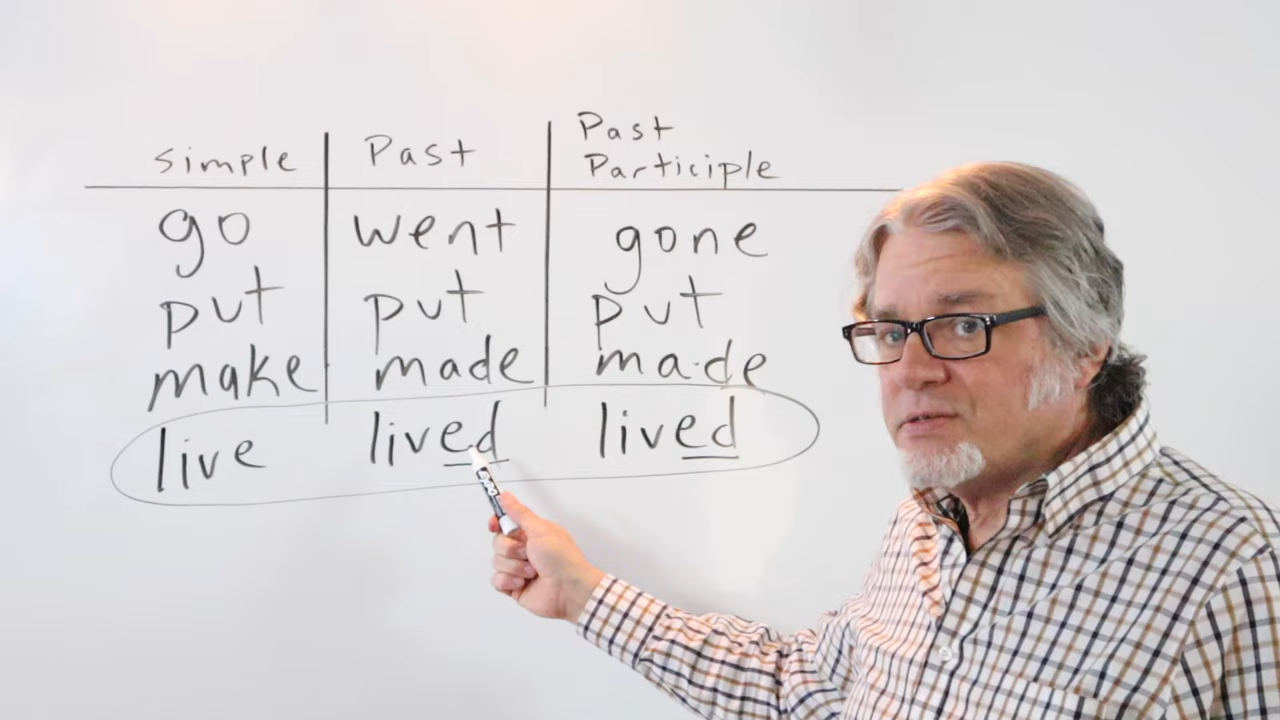 simple Past Past Participle
go went gone
put put put
make made made
live lived lived